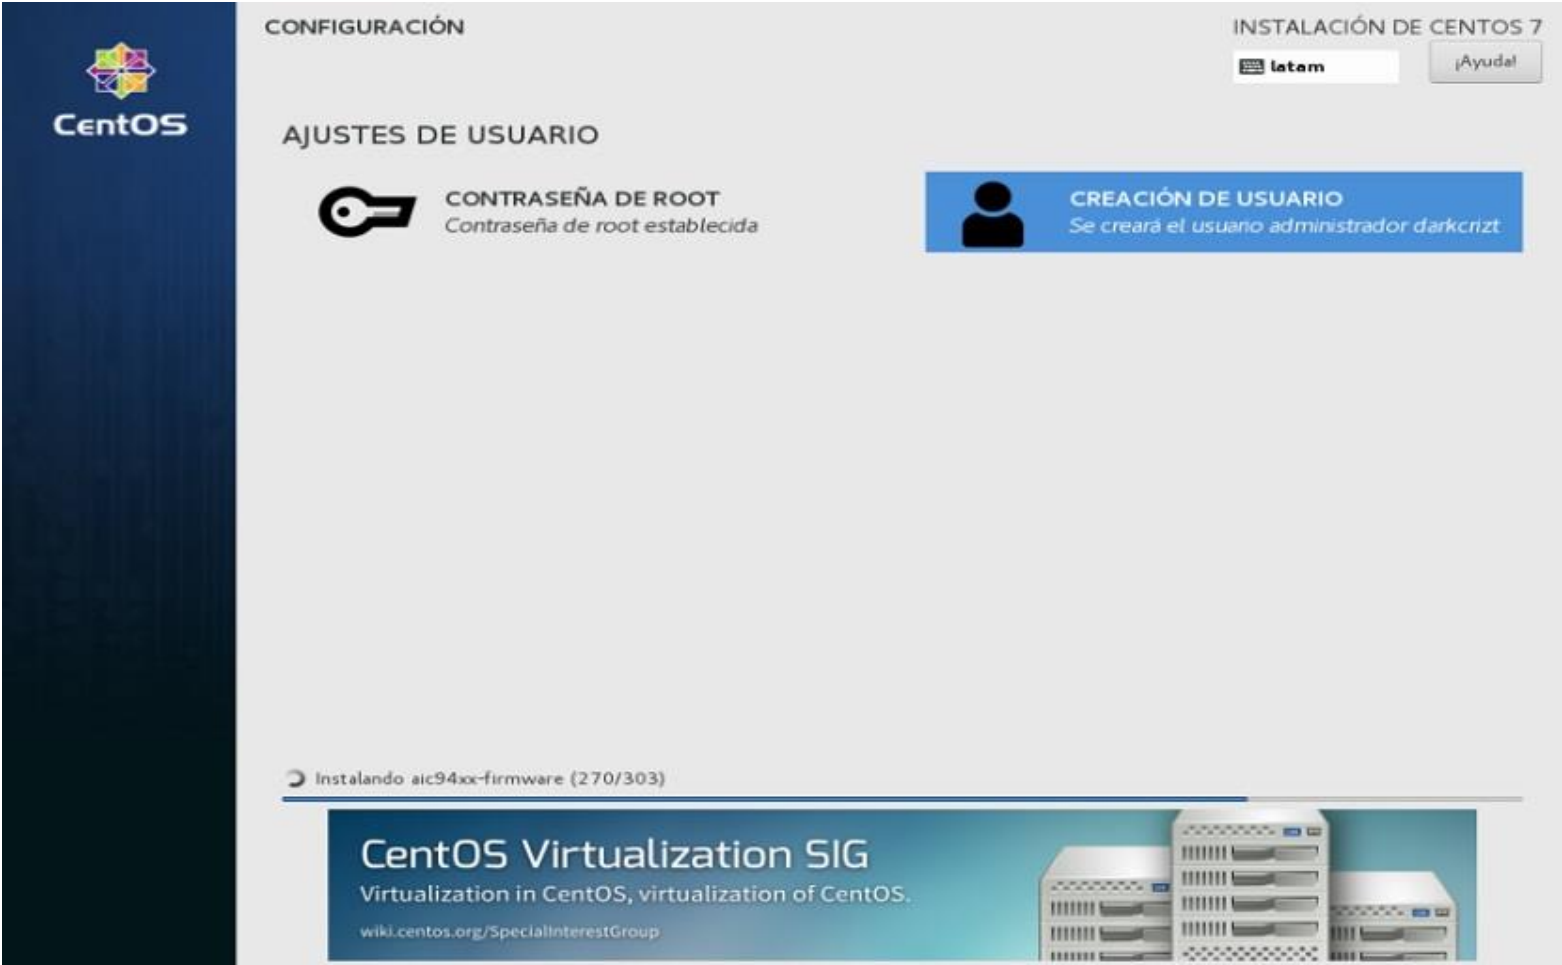 CONFIGURACIÓN
INSTALACIÓN DE CENTOS 7
latam
¡Ayuda!
CentOS
AJUSTES DE USUARIO
CONTRASEÑA DE ROOT
Contraseña de root establecida
CREACIÓN DE USUARIO
Se creará el usuario administrador darkcrizt
Instalando aic94xx-firmware (270/303)
CentOS Virtualization SIG
Virtualization in CentOS, virtualization of CentOS.
wiki.centos.org/SpecialInterestGroup